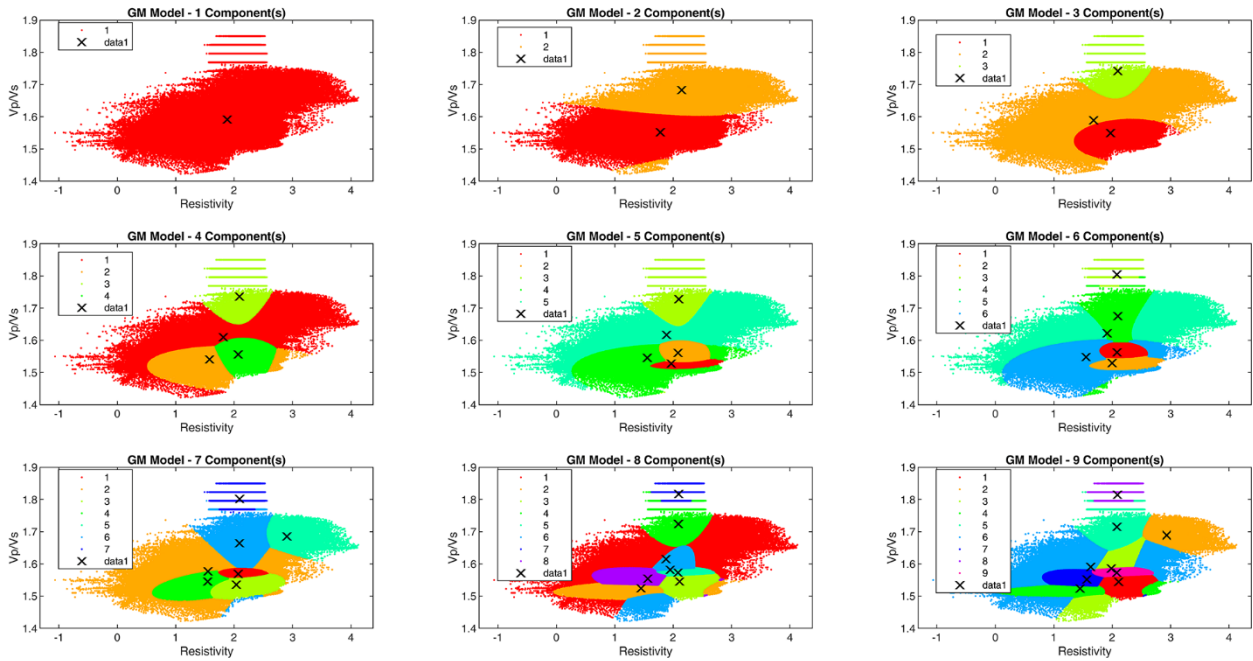 GM Model - 1 Component(s)
1
data1
1.9
1.8
1.7
1.6
1.5
1.4
Vp/Vs
-1 0 1 2 3 4
Resistivity
GM Model - 2 Component(s)
1
2
data1
1.9
1.8
1.7
1.6
1.5
1.4
Vp/Vs
-1 0 1 2 3 4
Resistivity
GM Model - 3 Component(s)
1
2
3
data1
1.9
1.8
1.7
1.6
1.5
1.4
Vp/Vs
-1 0 1 2 3 4
Resistivity
GM Model - 4 Component(s)
1
2
3
4
data1
1.9
1.8
1.7
1.6
1.5
1.4
Vp/Vs
-1 0 1 2 3 4
Resistivity
GM Model - 5 Component(s)
1
2
3
4
5
data1
1.9
1.8
1.7
1.6
1.5
1.4
Vp/Vs
-1 0 1 2 3 4
Resistivity
GM Model - 6 Component(s)
1
2
3
4
5
6
data1
1.9
1.8
1.7
1.6
1.5
1.4
Vp/Vs
-1 0 1 2 3 4
Resistivity
GM Model - 7 Component(s)
1
2
3
4
5
6
7
data1
1.9
1.8
1.7
1.6
1.5
1.4
Vp/Vs
-1 0 1 2 3 4
Resistivity
GM Model - 8 Component(s)
1
2
3
4
5
6
7
8
data1
1.9
1.8
1.7
1.6
1.5
1.4
Vp/Vs
-1 0 1 2 3 4
Resistivity
GM Model - 9 Component(s)
1
2
3
4
5
6
7
8
9
data1
1.9
1.8
1.7
1.6
1.5
1.4
Vp/Vs
-1 0 1 2 3 4
Resistivity